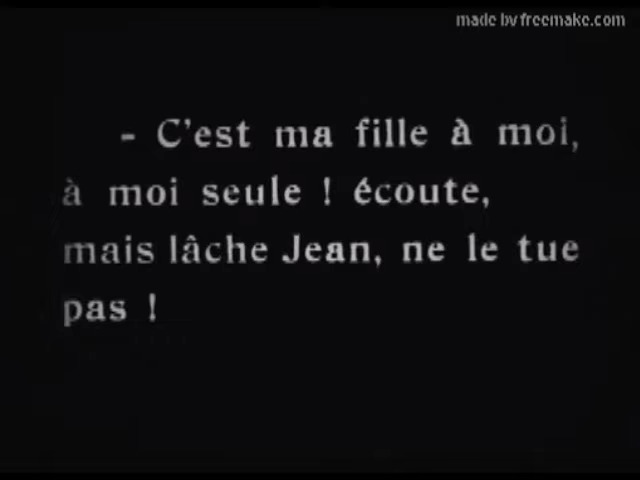 made by freemake.com
- C'est ma fille à moi,
à moi seule ! écoute,
mais lâche Jean, ne le tue
pas !